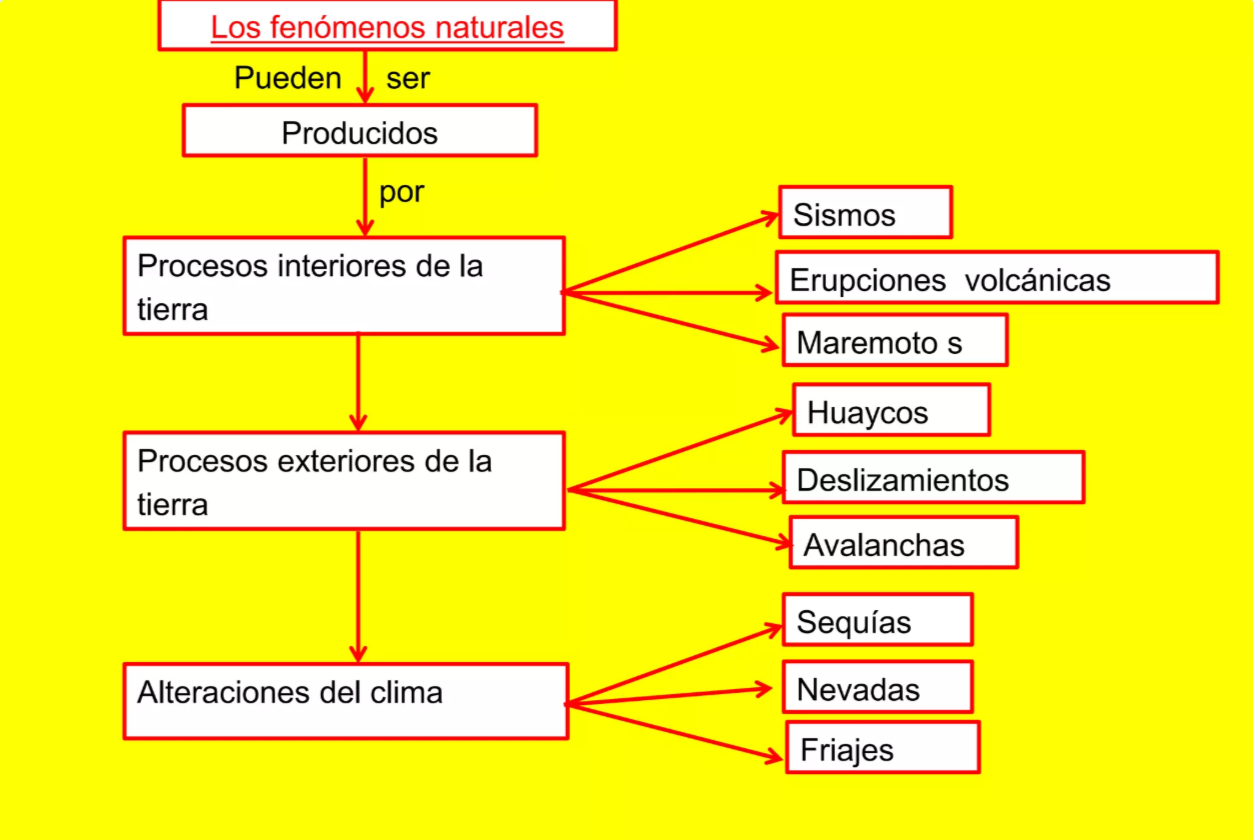 Los fenómenos naturales
Pueden ser
Producidos
por
Procesos interiores de la
tierra
Sismos
Erupciones volcánicas
Maremoto s
Procesos exteriores de la
tierra
Huaycos
Deslizamientos
Avalanchas
Alteraciones del clima
Sequías
Nevadas
Friajes